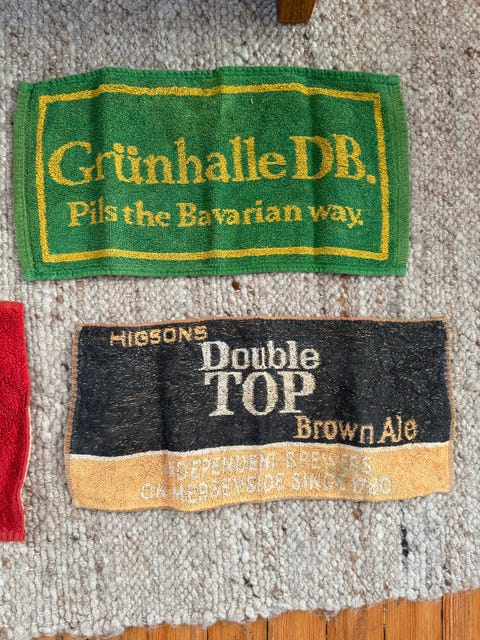 Grünhalle DB.
Pils the Bavarian way.
HIGSONS
Double
TOP
Brown Ale
INDEPENDENT BREWERS
ON MERSEYSIDE SINCE 1780